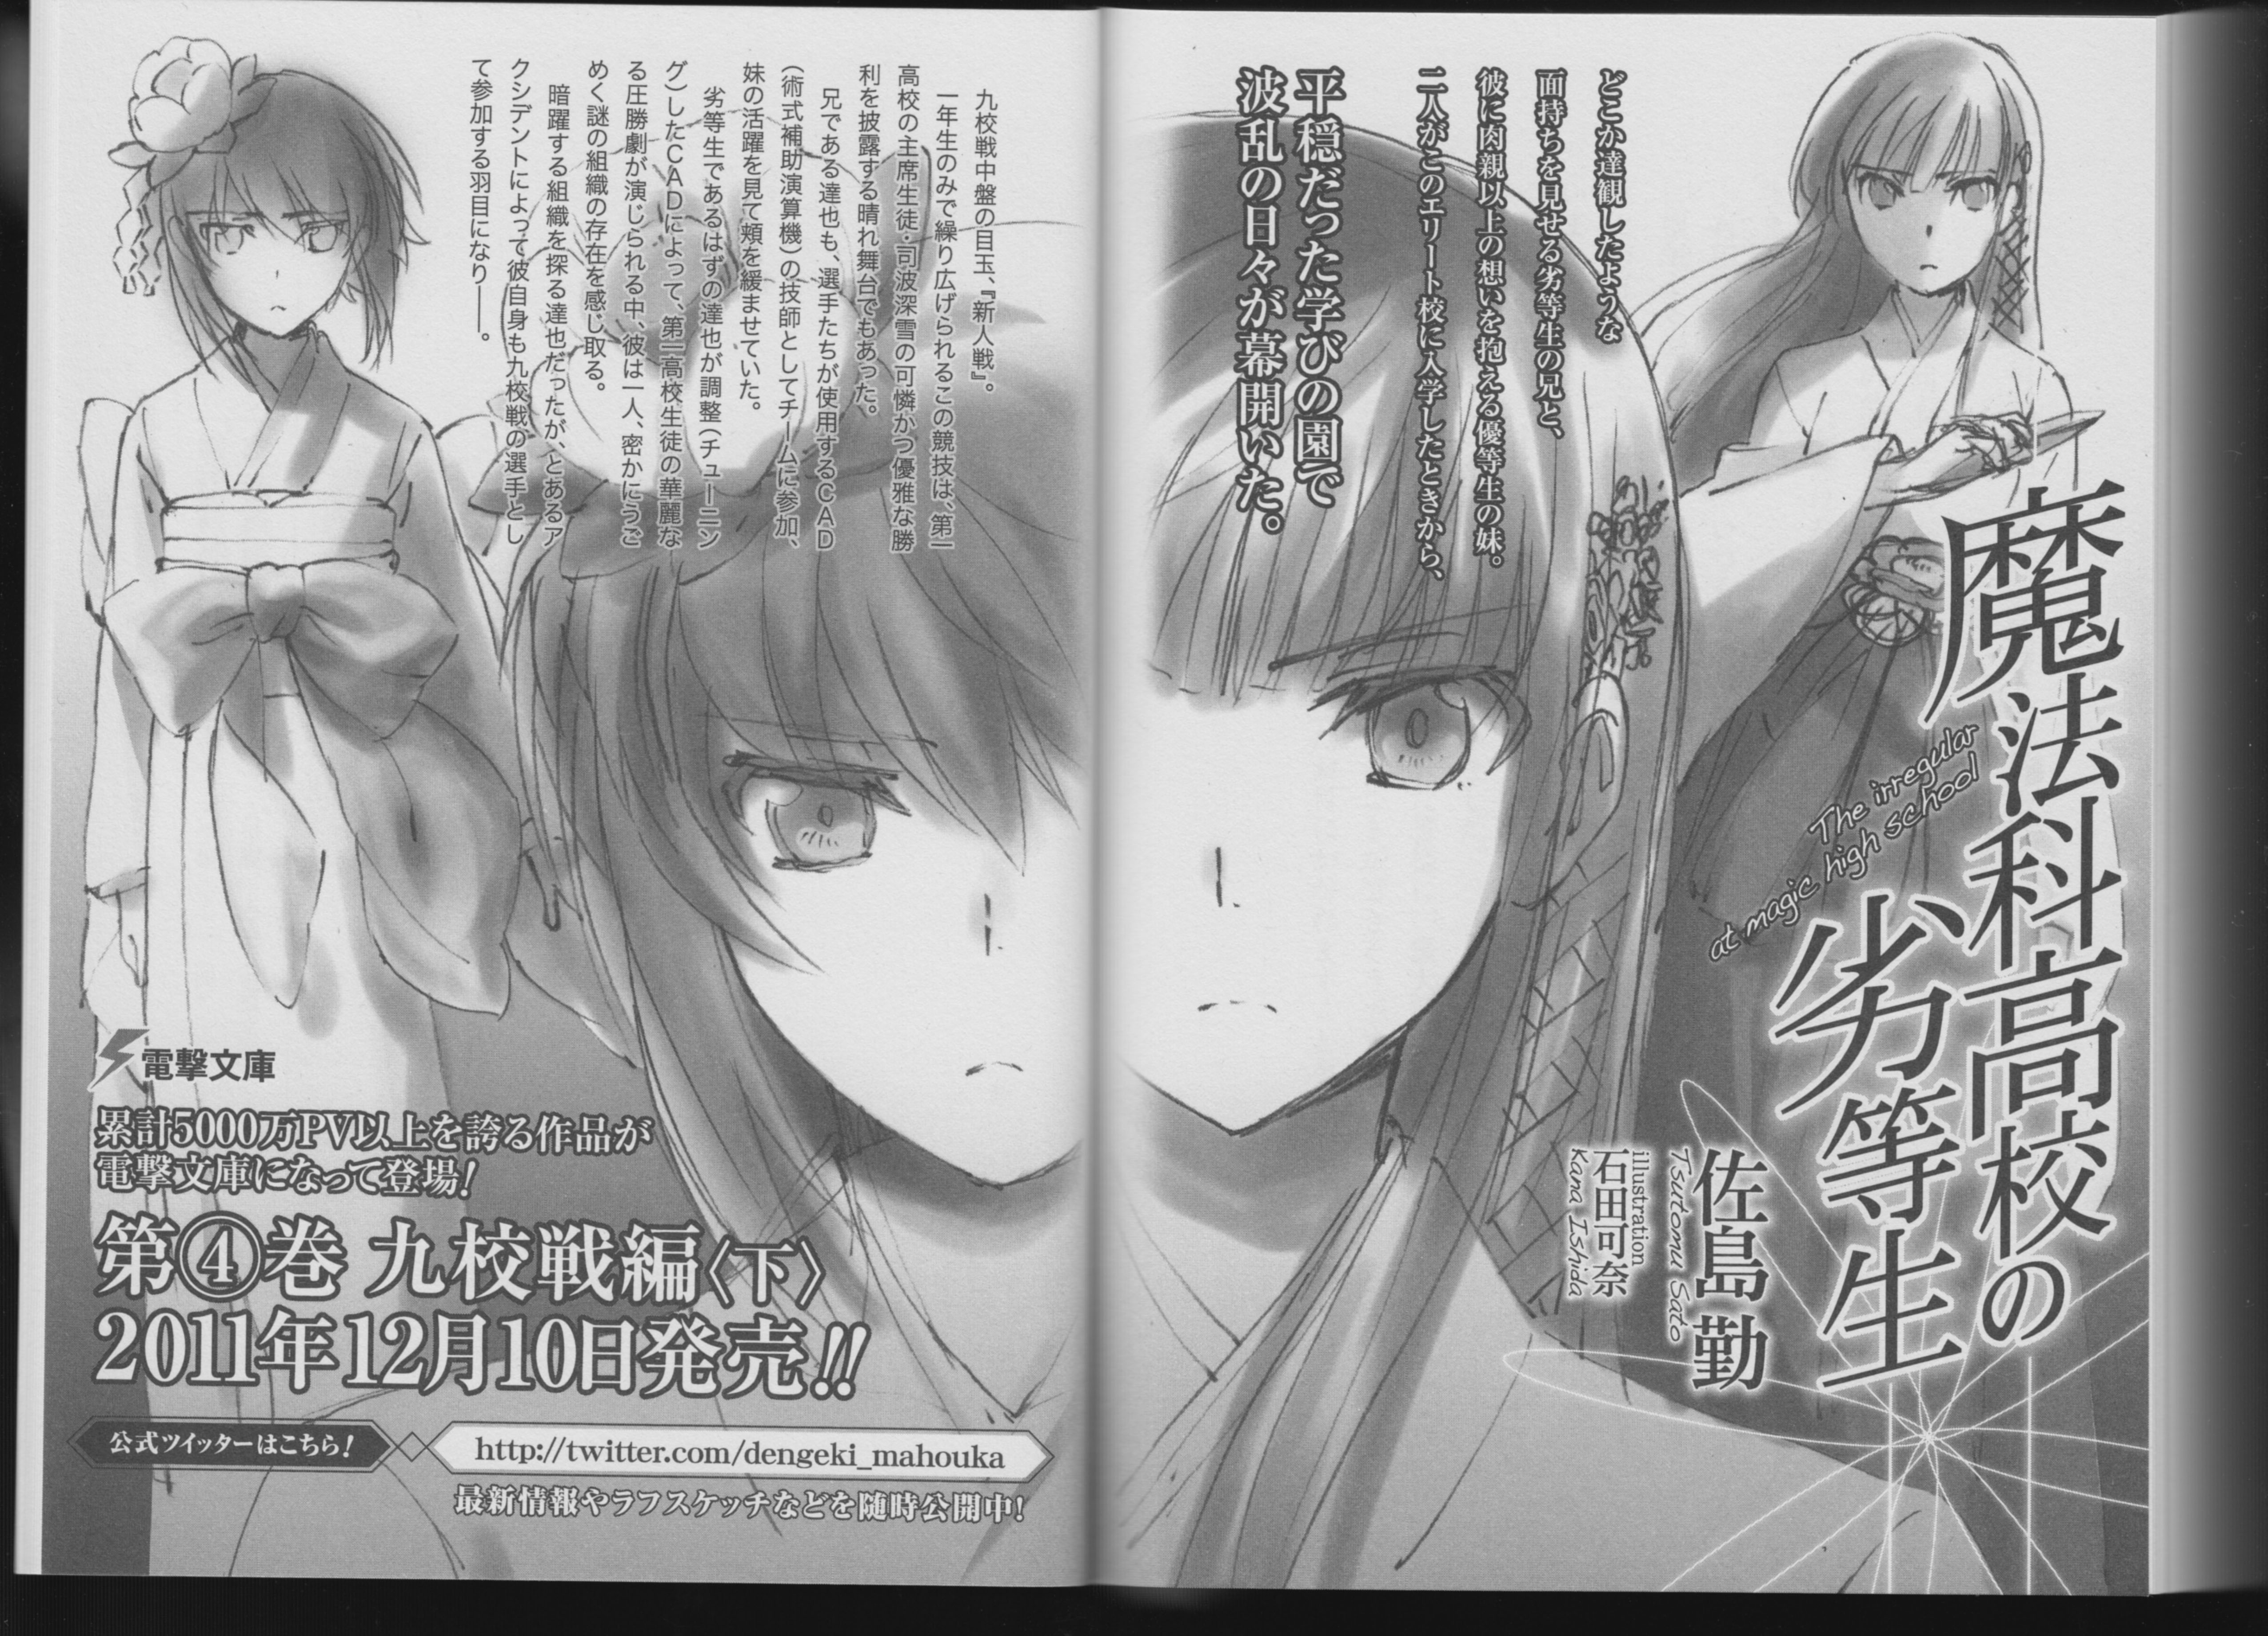 魔法科高校の
劣等生
The irregular
at magic high school
佐島 勤
Tsutomu Sato
illustration
石田可奈
Kana Ishida
どこか達観したような
面持ちを見せる劣等生の兄と、
彼に肉親以上の想いを抱える優等生の妹。
二人がこのエリート校に入学したときから、
平穏だった学びの園で
波乱の日々が幕開いた。
九校戦中盤の目玉、『新人戦』。
一年生のみで繰り広げられるこの競技は、第一
高校の主席生徒・司波深雪の可憐かつ優雅な勝
利を披露する晴れ舞台でもあった。
兄である達也も、選手たちが使用するCAD
(術式補助演算機)の技師としてチームに参加、
妹の活躍を見て頬を緩ませていた。
劣等生であるはずの達也が調整(チューニン
グ)したCADによって、第一高校生徒の華麗な
る圧勝劇が演じられる中、彼は一人、密かにうご
めく謎の組織の存在を感じ取る。
暗躍する組織を探る達也だったが、とあるア
クシデントによって彼自身も九校戦の選手とし
て参加する羽目になり──。
電撃文庫
累計5000万PV以上を誇る作品が
電撃文庫になって登場!
第④巻 九校戦編〈下〉
2011年12月10日発売!!
公式ツイッターはこちら!
http://twitter.com/dengeki_mahouka
最新情報やラフスケッチなどを随時公開中!